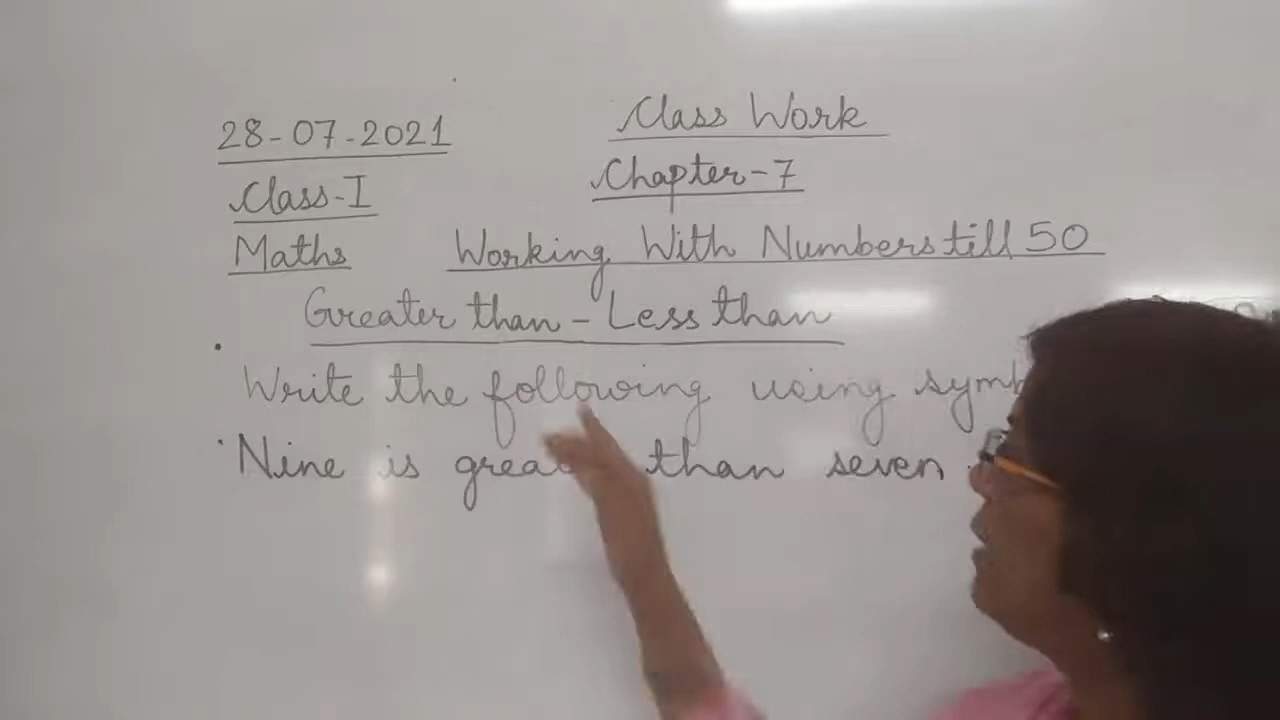 28-07-2021 Class Work
Class-I Chapter-7
Maths Working With Numbers till 50
Greater than - Less than
Write the following using
Nine is than seven.